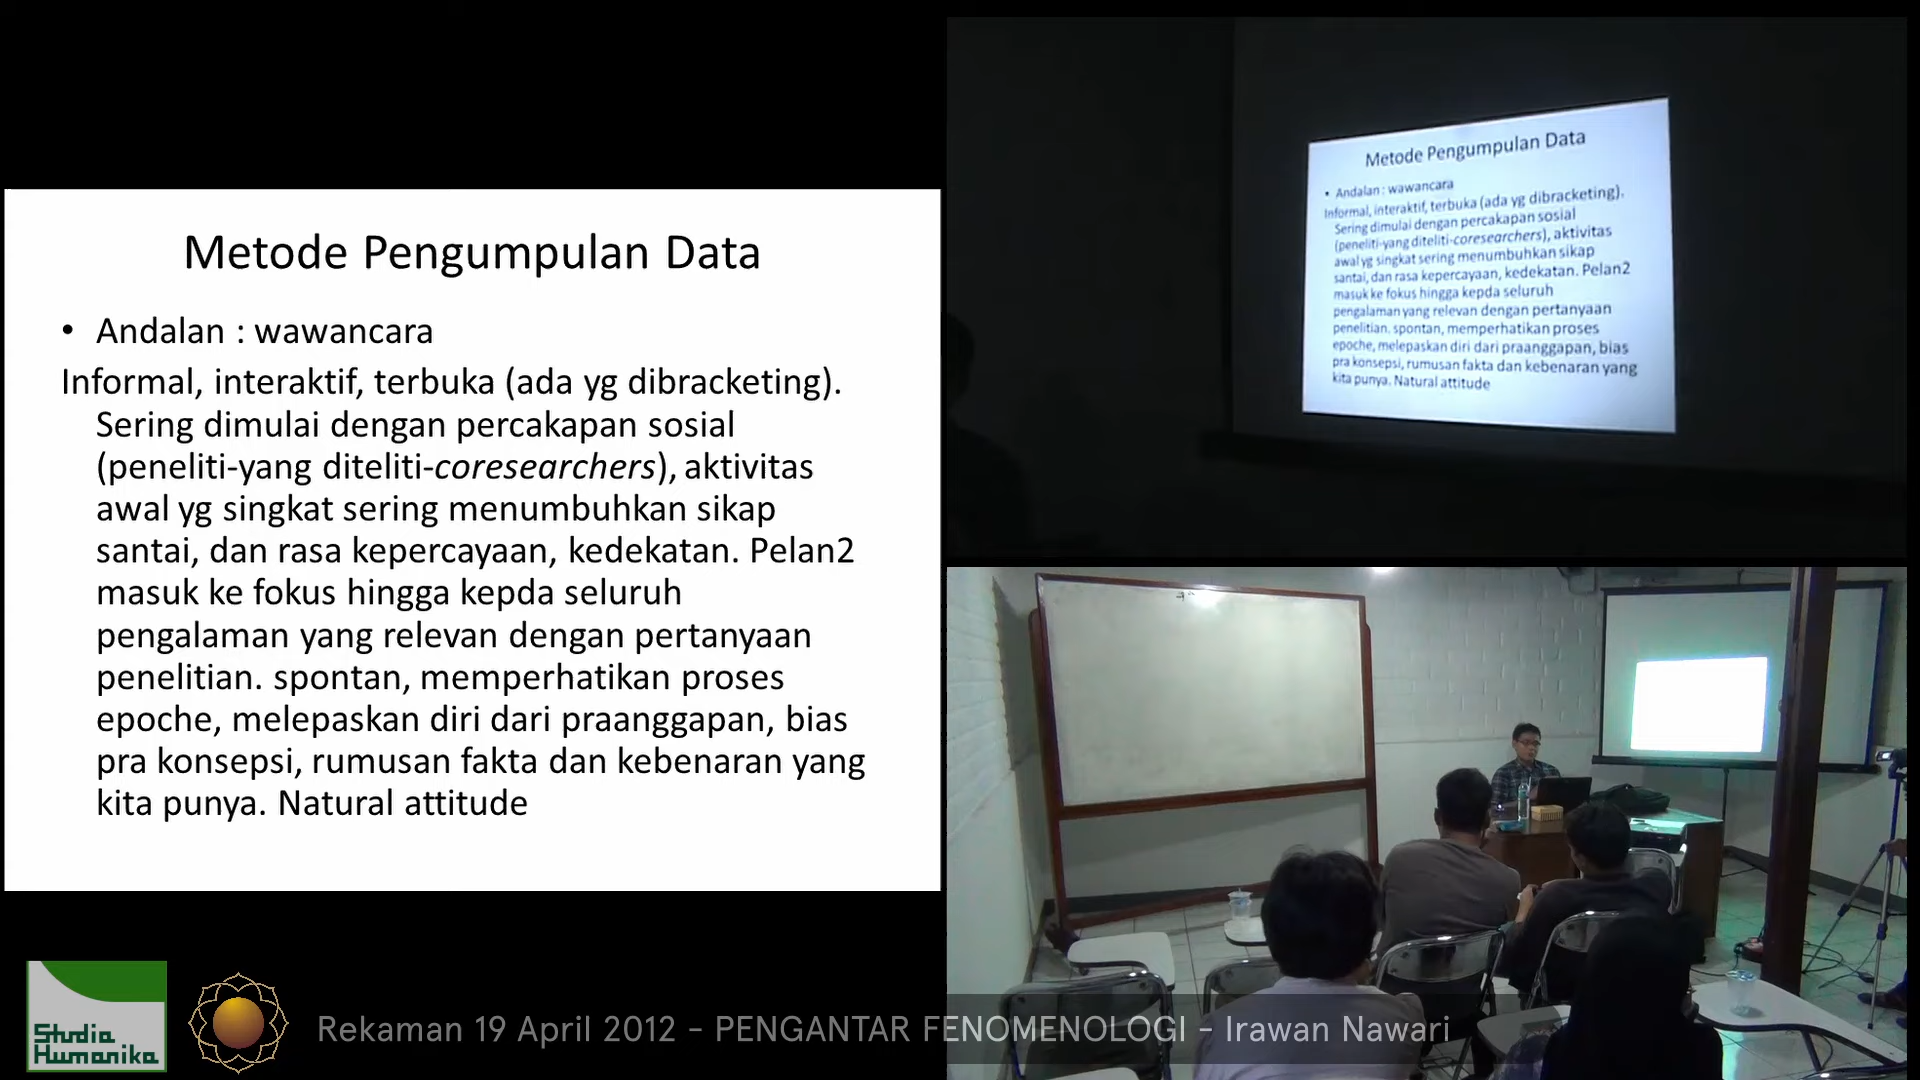 Metode Pengumpulan Data
• Andalan : wawancara
Informal, interaktif, terbuka (ada yg dibracketing).
Sering dimulai dengan percakapan sosial
(peneliti-yang diteliti-coresearchers), aktivitas
awal yg singkat sering menumbuhkan sikap
santai, dan rasa kepercayaan, kedekatan. Pelan2
masuk ke fokus hingga kepda seluruh
pengalaman yang relevan dengan pertanyaan
penelitian. spontan, memperhatikan proses
epoche, melepaskan diri dari praanggapan, bias
pra konsepsi, rumusan fakta dan kebenaran yang
kita punya. Natural attitude
Metode Pengumpulan Data
• Andalan : wawancara
Informal, interaktif, terbuka (ada yg dibracketing).
Sering dimulai dengan percakapan sosial
(peneliti-yang diteliti-coresearchers), aktivitas
awal yg singkat sering menumbuhkan sikap
santai, dan rasa kepercayaan, kedekatan. Pelan2
masuk ke fokus hingga kepda seluruh
pengalaman yang relevan dengan pertanyaan
penelitian. spontan, memperhatikan proses
epoche, melepaskan diri dari praanggapan, bias
pra konsepsi, rumusan fakta dan kebenaran yang
kita punya. Natural attitude
Studia
Humanika
Rekaman 19 April 2012 - PENGANTAR FENOMENOLOGI - Irawan Nawari